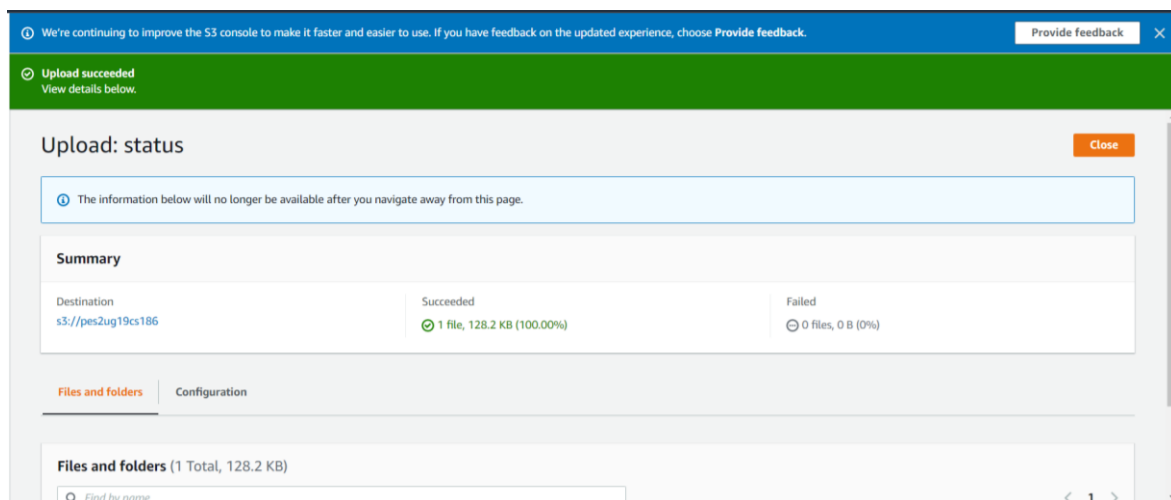 We're continuing to improve the S3 console to make it faster and easier to use. If you have feedback on the updated experience, choose Provide feedback.
Provide feedback
Upload succeeded
View details below.
Upload: status
Close
The information below will no longer be available after you navigate away from this page.
Summary
Destination
s3://pes2ug19cs186
Succeeded
1 file, 128.2 KB (100.00%)
Failed
0 files, 0 B (0%)
Files and folders
Configuration
Files and folders (1 Total, 128.2 KB)
Find by name
1